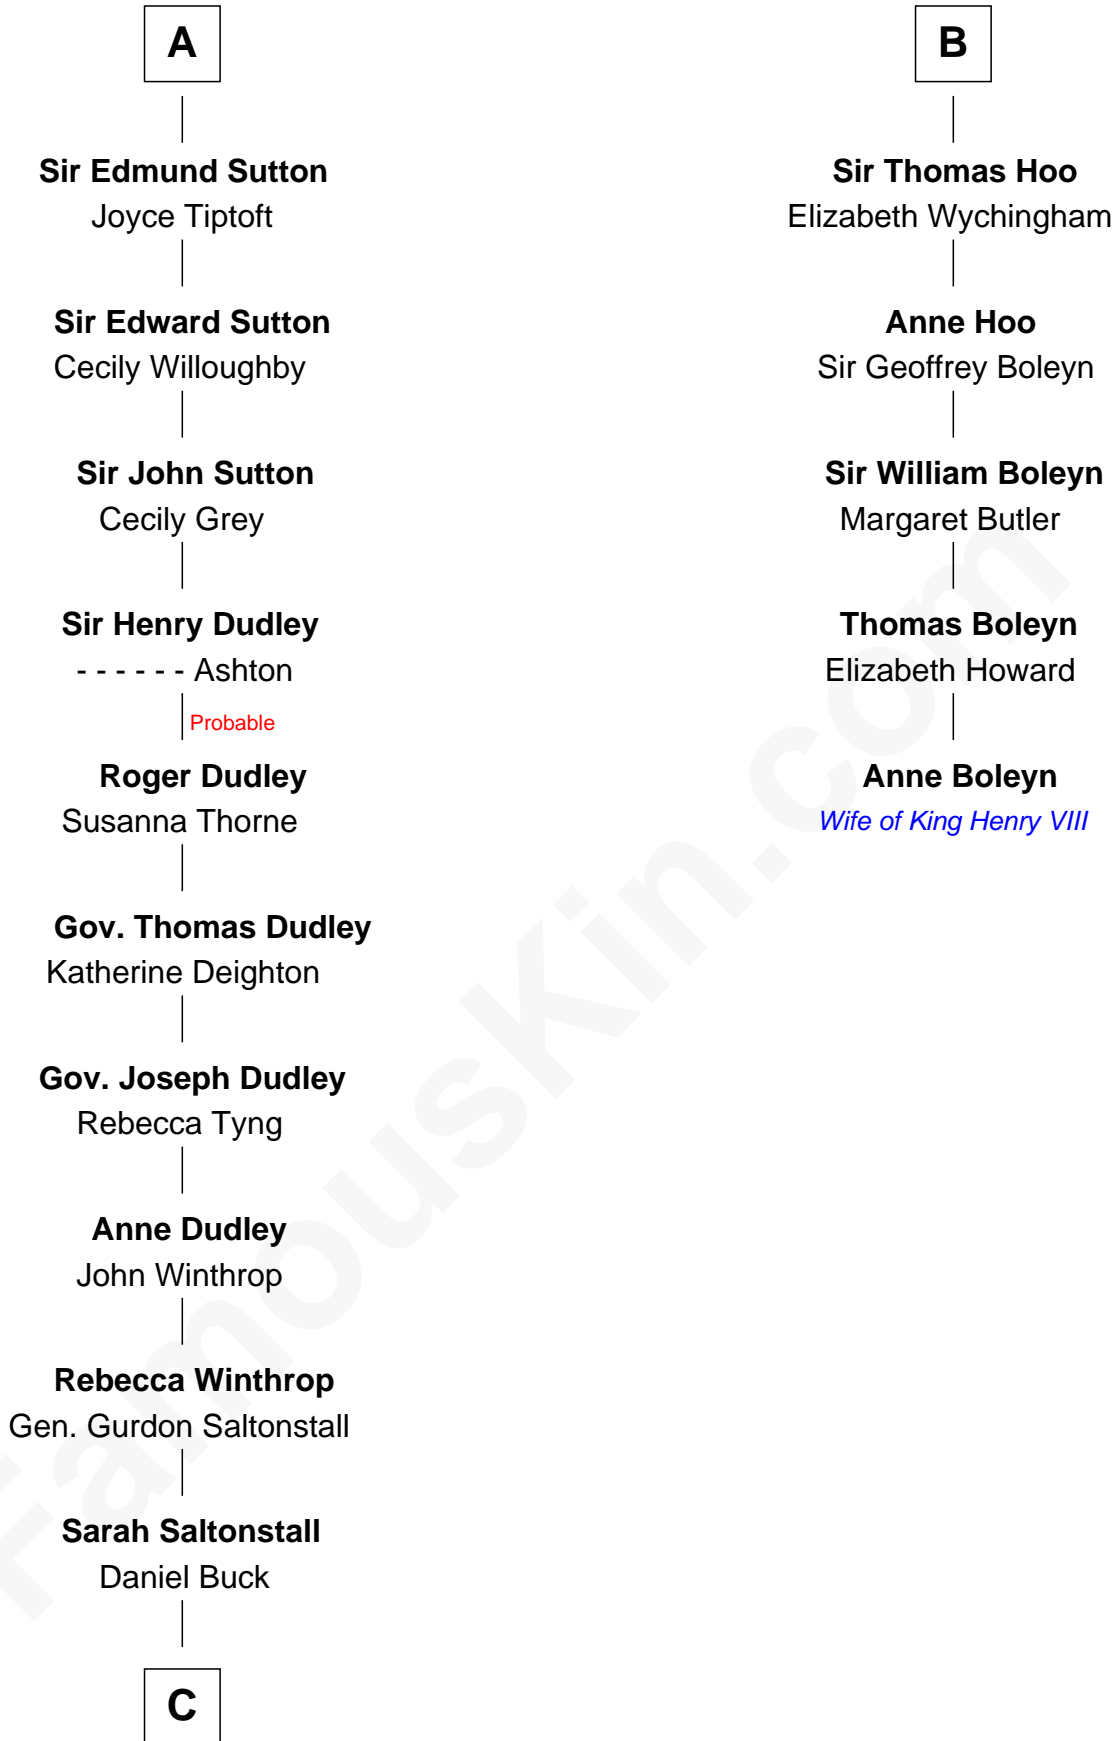 A
Sir Edmund Sutton
Joyce Tiptoft
Sir Edward Sutton
Cecily Willoughby
Sir John Sutton
Cecily Grey
Sir Henry Dudley
- - - - - - Ashton
Probable
Roger Dudley
Susanna Thorne
Gov. Thomas Dudley
Katherine Deighton
Gov. Joseph Dudley
Rebecca Tyng
Anne Dudley
John Winthrop
Rebecca Winthrop
Gen. Gurdon Saltonstall
Sarah Saltonstall
Daniel Buck
C
B
Sir Thomas Hoo
Elizabeth Wychingham
Anne Hoo
Sir Geoffrey Boleyn
Sir William Boleyn
Margaret Butler
Thomas Boleyn
Elizabeth Howard
Anne Boleyn
Wife of King Henry VIII
FamousKin.com